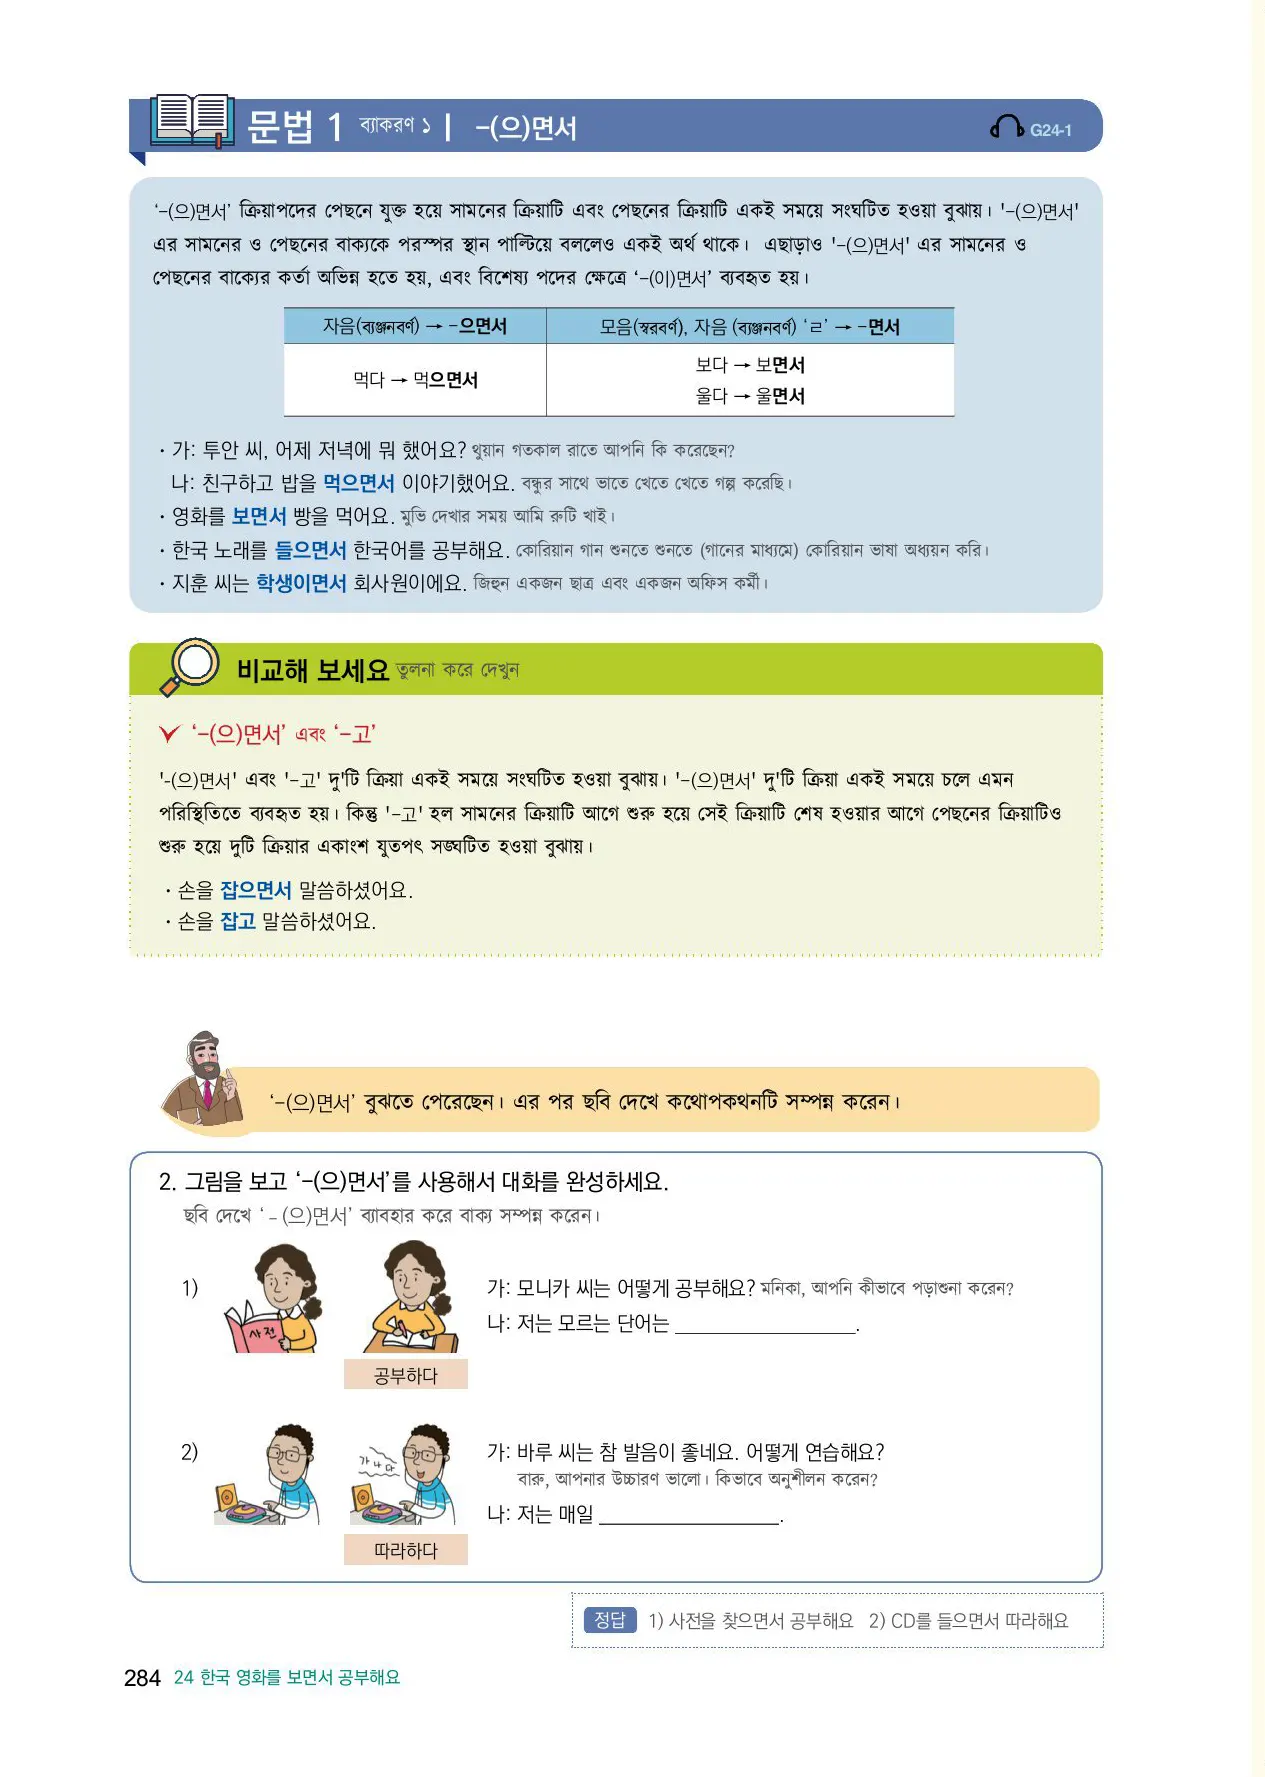 문법 1 ব্যাকরণ ১ | -(으)면서
G24-1
‘-(으)면서’ ক্রিয়াপদের পেছনে যুক্ত হয়ে সামনের ক্রিয়াটি এবং পেছনের ক্রিয়াটি একই সময়ে সংঘটিত হওয়া বুঝায়। '-(으)면서'
এর সামনের ও পেছনের বাক্যকে পরস্পর স্থান পাল্টিয়ে বললেও একই অর্থ থাকে। এছাড়াও '-(으)면서' এর সামনের ও
পেছনের বাক্যের কর্তা অভিন্ন হতে হয়, এবং বিশেষ্য পদের ক্ষেত্রে ‘-(이)면서’ ব্যবহৃত হয়।
자음(ব্যঞ্জনবর্ণ) → -으면서 모음(স্বরবর্ণ), 자음 (ব্যঞ্জনবর্ণ) ‘ㄹ’ → -면서
먹다 → 먹으면서
보다 → 보면서
울다 → 울면서
· 가: 투안 씨, 어제 저녁에 뭐 했어요? থুয়ান গতকাল রাতে আপনি কি করেছেন?
나: 친구하고 밥을 먹으면서 이야기했어요. বন্ধুর সাথে ভাতে খেতে খেতে গল্প করেছি।
· 영화를 보면서 빵을 먹어요. মুভি দেখার সময় আমি রুটি খাই।
· 한국 노래를 들으면서 한국어를 공부해요. কোরিয়ান গান শুনতে শুনতে (গানের মাধ্যমে) কোরিয়ান ভাষা অধ্যয়ন করি।
· 지훈 씨는 학생이면서 회사원이에요. জিহুন একজন ছাত্র এবং একজন অফিস কর্মী।
비교해 보세요 তুলনা করে দেখুন
‘-(으)면서’ এবং ‘-고’
'-(으)면서' এবং '-고' দু'টি ক্রিয়া একই সময়ে সংঘটিত হওয়া বুঝায়। '-(으)면서' দু'টি ক্রিয়া একই সময়ে চলে এমন
পরিস্থিতিতে ব্যবহৃত হয়। কিন্তু '-고' হল সামনের ক্রিয়াটি আগে শুরু হয়ে সেই ক্রিয়াটি শেষ হওয়ার আগে পেছনের ক্রিয়াটিও
শুরু হয়ে দুটি ক্রিয়ার একাংশ যুতপৎ সঙ্ঘটিত হওয়া বুঝায়।
· 손을 잡으면서 말씀하셨어요.
· 손을 잡고 말씀하셨어요.
‘-(으)면서’ বুঝতে পেরেছেন। এর পর ছবি দেখে কথোপকথনটি সম্পন্ন করেন।
2. 그림을 보고 ‘-(으)면서’를 사용해서 대화를 완성하세요.
ছবি দেখে ‘-(으)면서’ ব্যাবহার করে বাক্য সম্পন্ন করেন।
1)
사전
가: 모니카 씨는 어떻게 공부해요? মনিকা, আপনি কীভাবে পড়াশুনা করেন?
나: 저는 모르는 단어는 __________________.
공부하다
2)
가 나 다
가: 바루 씨는 참 발음이 좋네요. 어떻게 연습해요?
বারু, আপনার উচ্চারণ ভালো। কিভাবে অনুশীলন করেন?
나: 저는 매일 __________________.
따라하다
정답 1) 사전을 찾으면서 공부해요 2) CD를 들으면서 따라해요
284 24 한국 영화를 보면서 공부해요